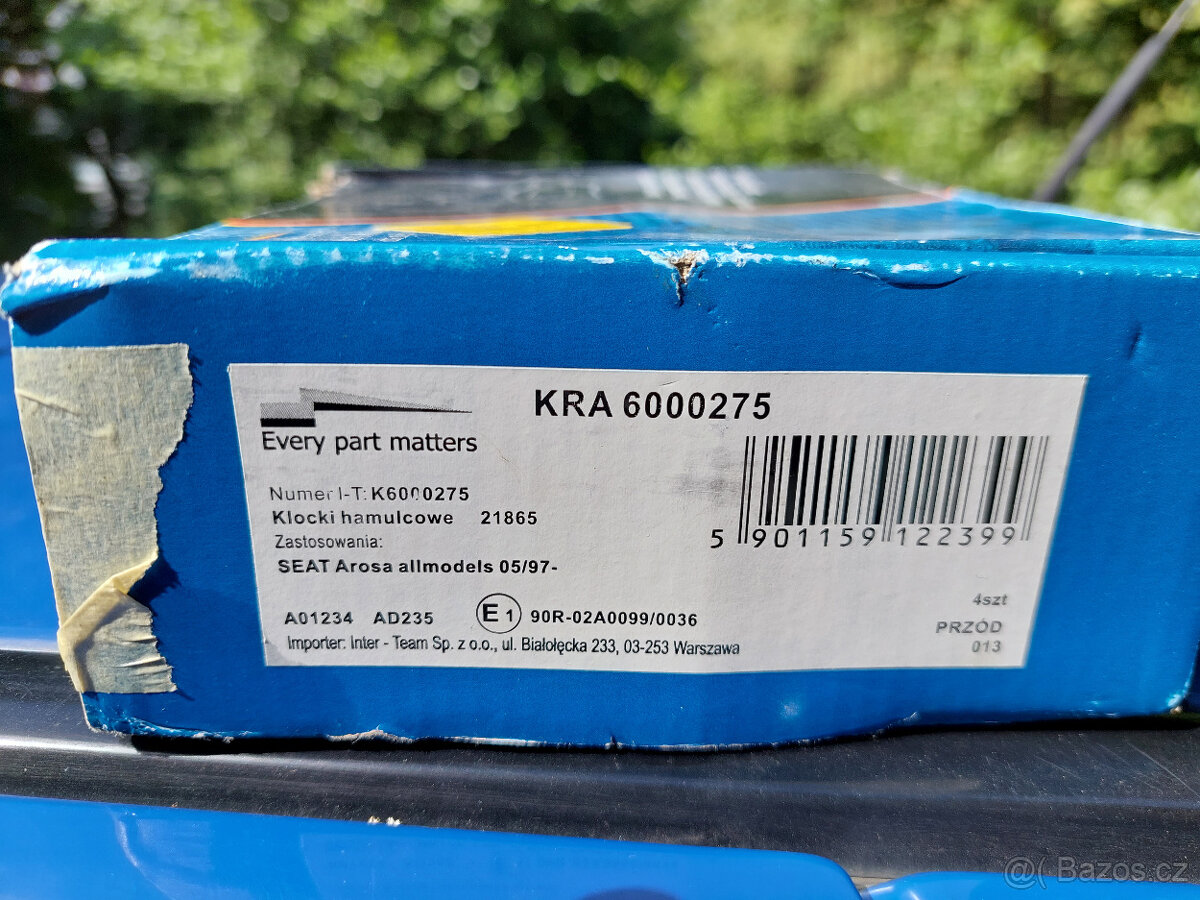 KRA 6000275
Every part matters
Numer I-T: K6000275
Klocki hamulcowe 21865
Zastosowania:
SEAT Arosa allmodels 05/97-
5 901159 122399
A01234 AD235 E1 90R-02A0099/0036
Importer: Inter - Team Sp. z o.o., ul. Białołęcka 233, 03-253 Warszawa
4szt
PRZÓD
013
@( Bazos.cz